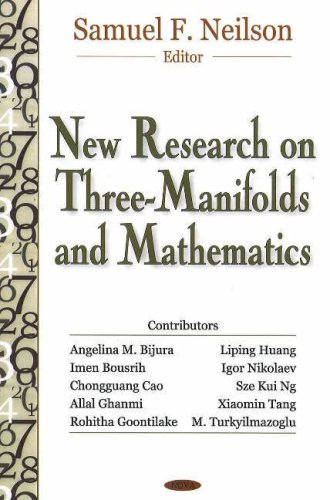 Samuel F. Neilson
Editor
New Research on
Three-Manifolds
and Mathematics
Contributors
Angelina M. Bijura
Liping Huang
Imen Bousrih
Igor Nikolaev
Chongguang Cao
Sze Kui Ng
Allal Ghanmi
Xiaomin Tang
Rohitha Goontilake
M. Turkyilmazoglu
NOVA